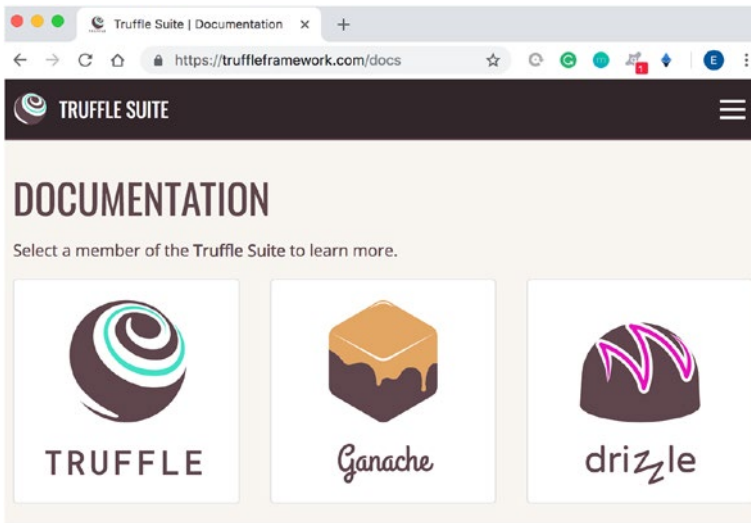 Truffle Suite | Documentation
https://truffleframework.com/docs
1
E
TRUFFLE SUITE
DOCUMENTATION
Select a member of the Truffle Suite to learn more.
TRUFFLE
Ganache
drizzle